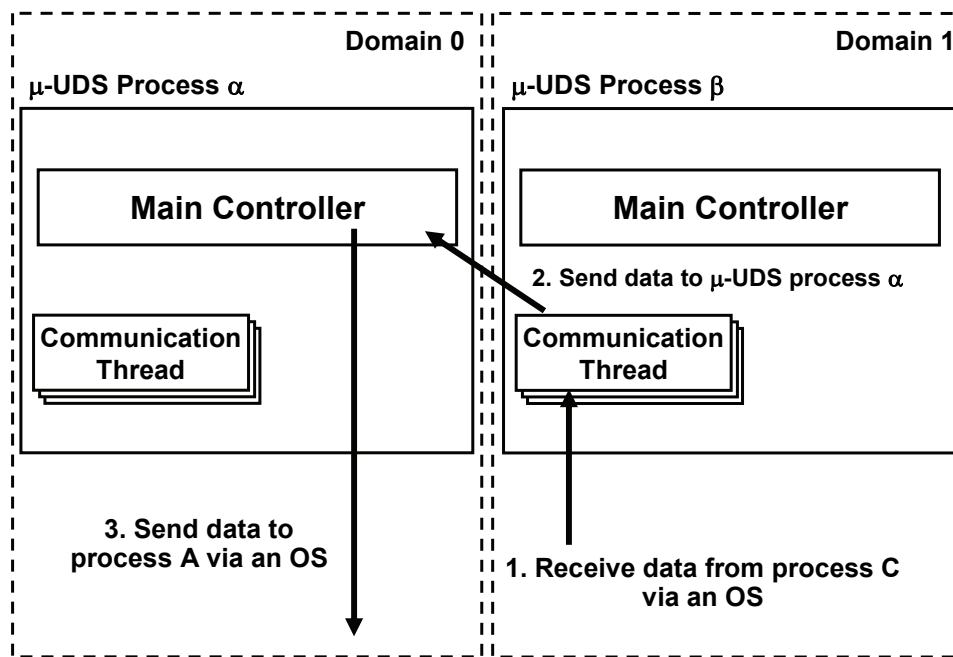 Domain 0
μ-UDS Process α
Main Controller
Communication
Thread
3. Send data to
process A via an OS
Domain 1
μ-UDS Process β
Main Controller
2. Send data to μ-UDS process α
Communication
Thread
1. Receive data from process C
via an OS